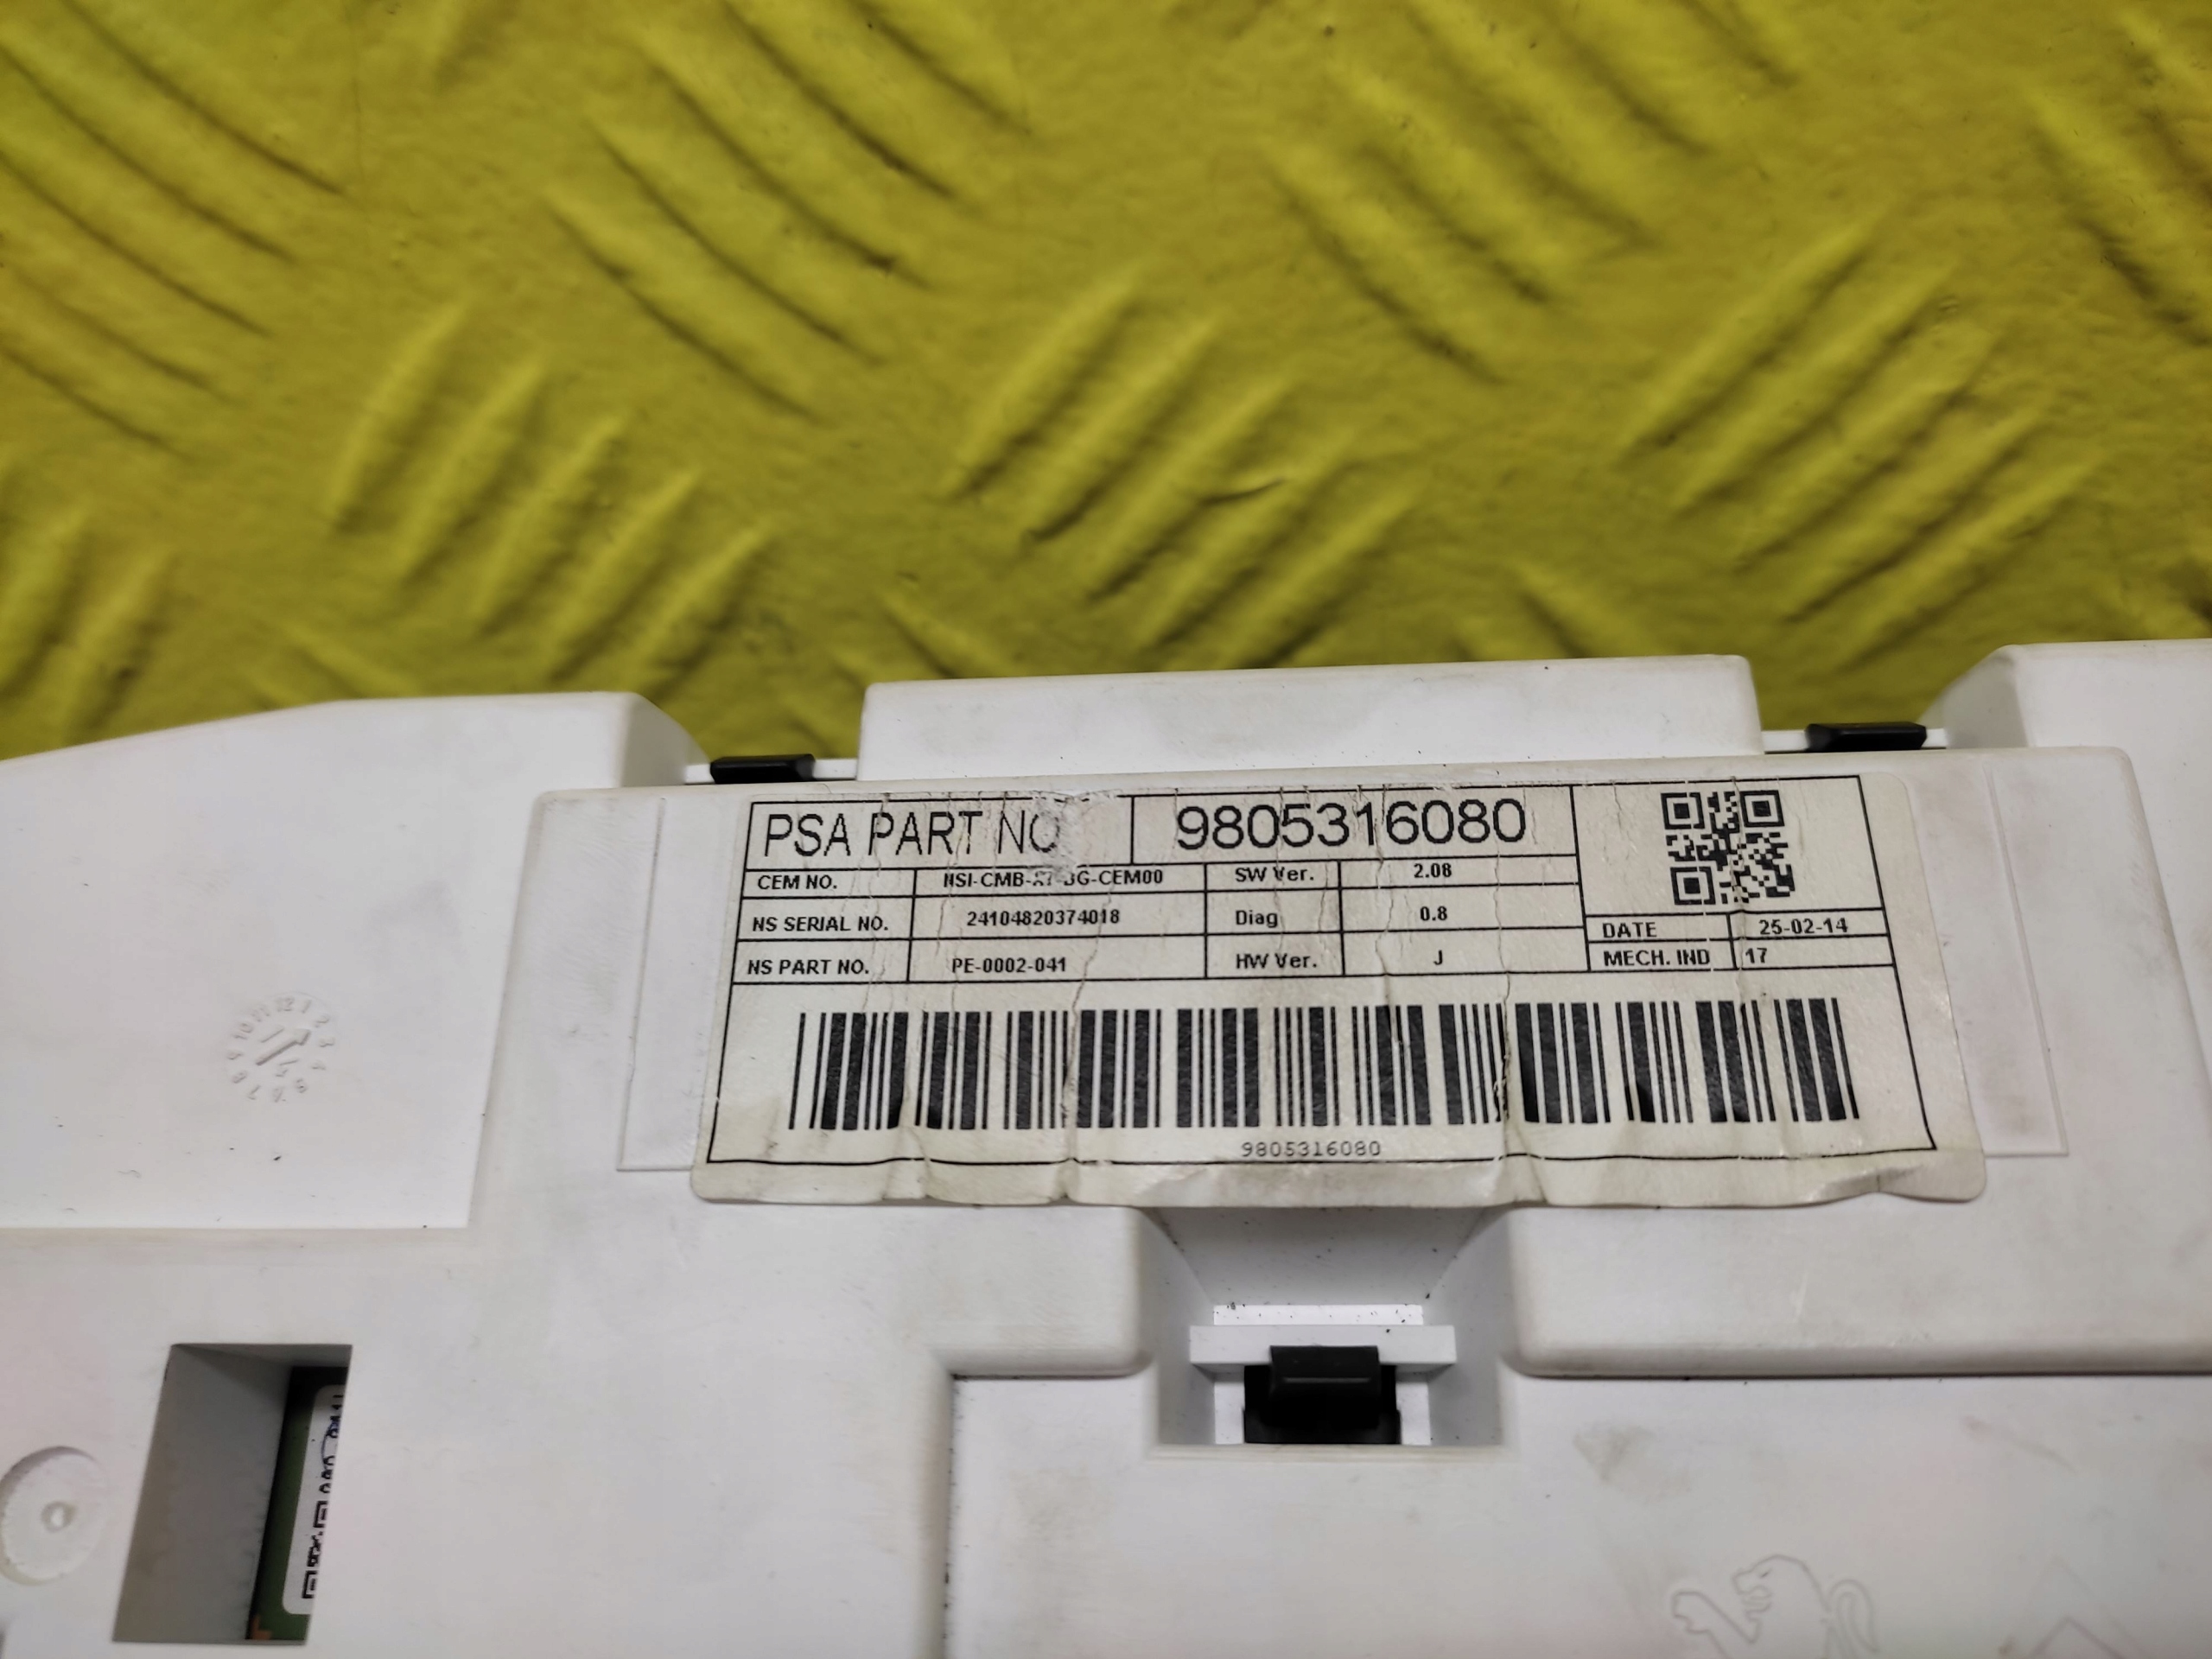 PSA PART NO 9805316080
CEM NO. SW Ver. 2.08
NS SERIAL NO. 24104820374018 Diag 0.8 DATE 25-02-14
NS PART NO. PE-0002-041 HW Ver. J MECH. IND 17
9805316080